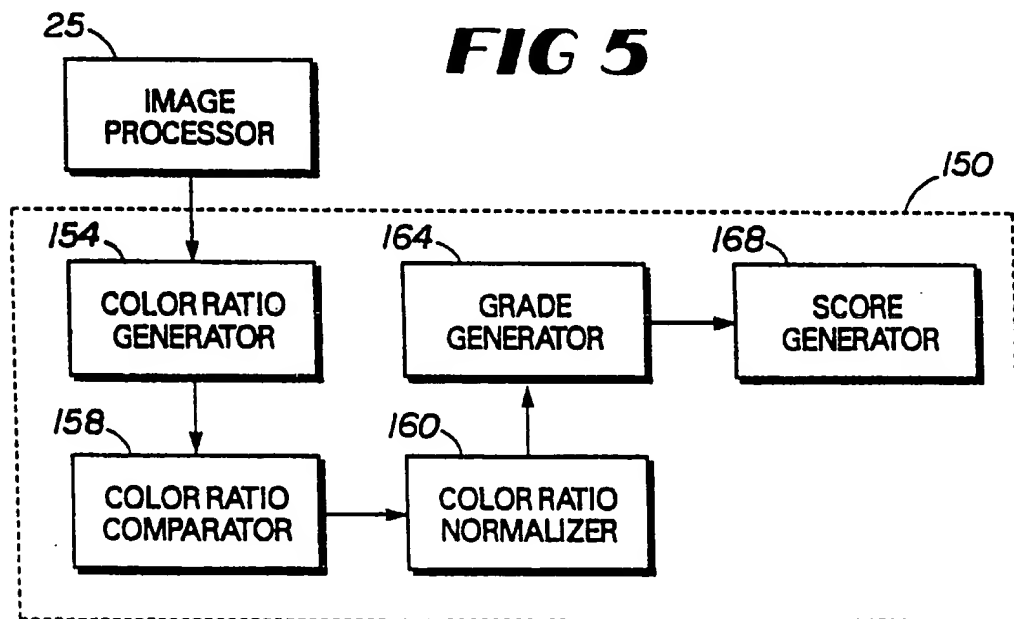 FIG 5
25
IMAGE
PROCESSOR
150
154
COLOR RATIO
GENERATOR
164
GRADE
GENERATOR
168
SCORE
GENERATOR
158
COLOR RATIO
COMPARATOR
160
COLOR RATIO
NORMALIZER